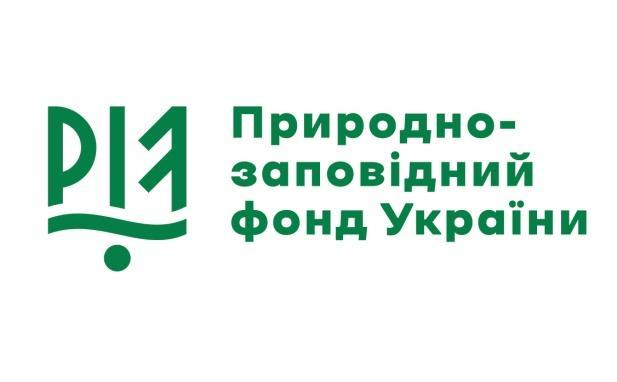 Природно-
заповідний
фонд України